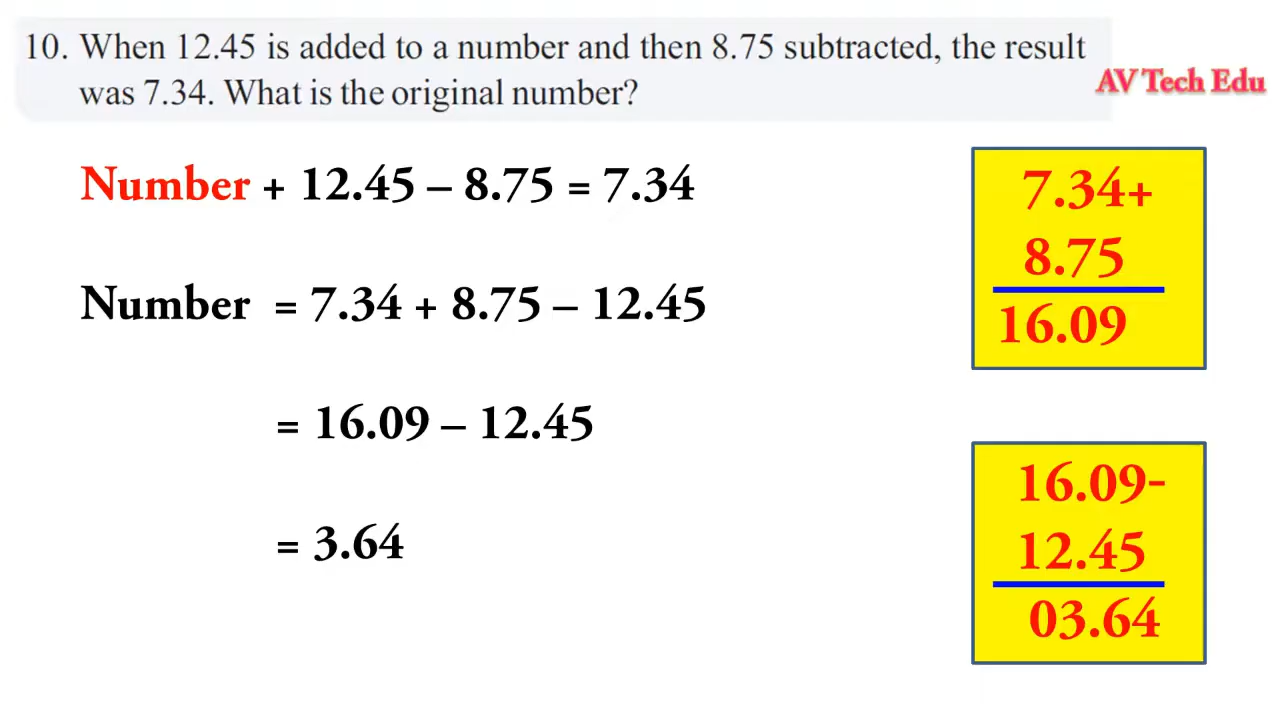 10. When 12.45 is added to a number and then 8.75 subtracted, the result
was 7.34. What is the original number?
AV Tech Edu
Number + 12.45 – 8.75 = 7.34
Number = 7.34 + 8.75 – 12.45
= 16.09 – 12.45
= 3.64
7.34+
8.75
16.09
16.09-
12.45
03.64